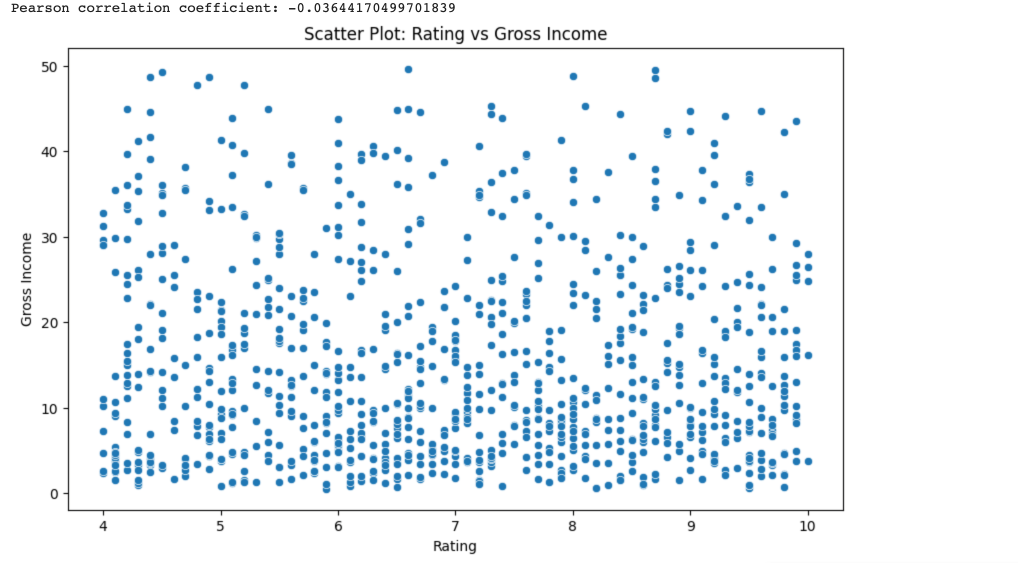 Pearson correlation coefficient: -0.03644170499701839
Scatter Plot: Rating vs Gross Income
50
40
30
20
10
0
Gross Income
4 5 6 7 8 9 10
Rating